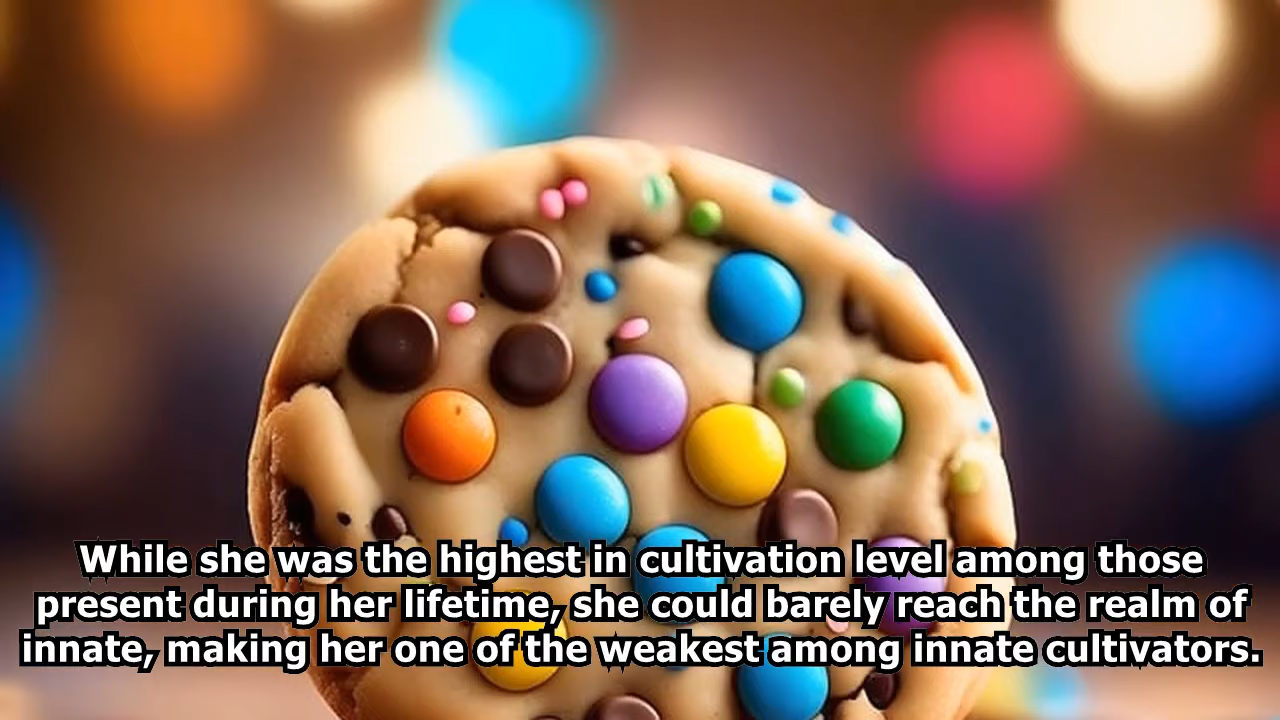 While she was the highest in cultivation level among those
present during her lifetime, she could barely reach the realm of
innate, making her one of the weakest among innate cultivators.